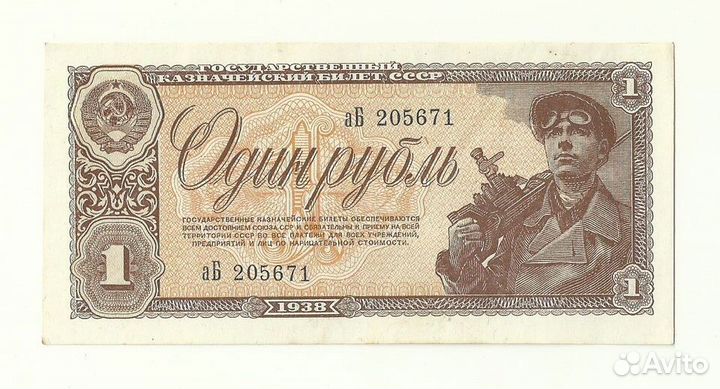 ГОСУДАРСТВЕННЫЙ
КАЗНАЧЕЙСКИЙ БИЛЕТ СССР
1
аБ 205671
Один рубль
ГОСУДАРСТВЕННЫЕ КАЗНАЧЕЙСКИЕ БИЛЕТЫ ОБЕСПЕЧИВАЮТСЯ
ВСЕМ ДОСТОЯНИЕМ СОЮЗА ССР И ОБЯЗАТЕЛЬНЫ К ПРИЕМУ НА ВСЕЙ
ТЕРРИТОРИИ СССР ВО ВСЕ ПЛАТЕЖИ ДЛЯ ВСЕХ УЧРЕЖДЕНИЙ,
ПРЕДПРИЯТИЙ И ЛИЦ ПО НАРИЦАТЕЛЬНОЙ СТОИМОСТИ.
1
аБ 205671
1938
1
Avito